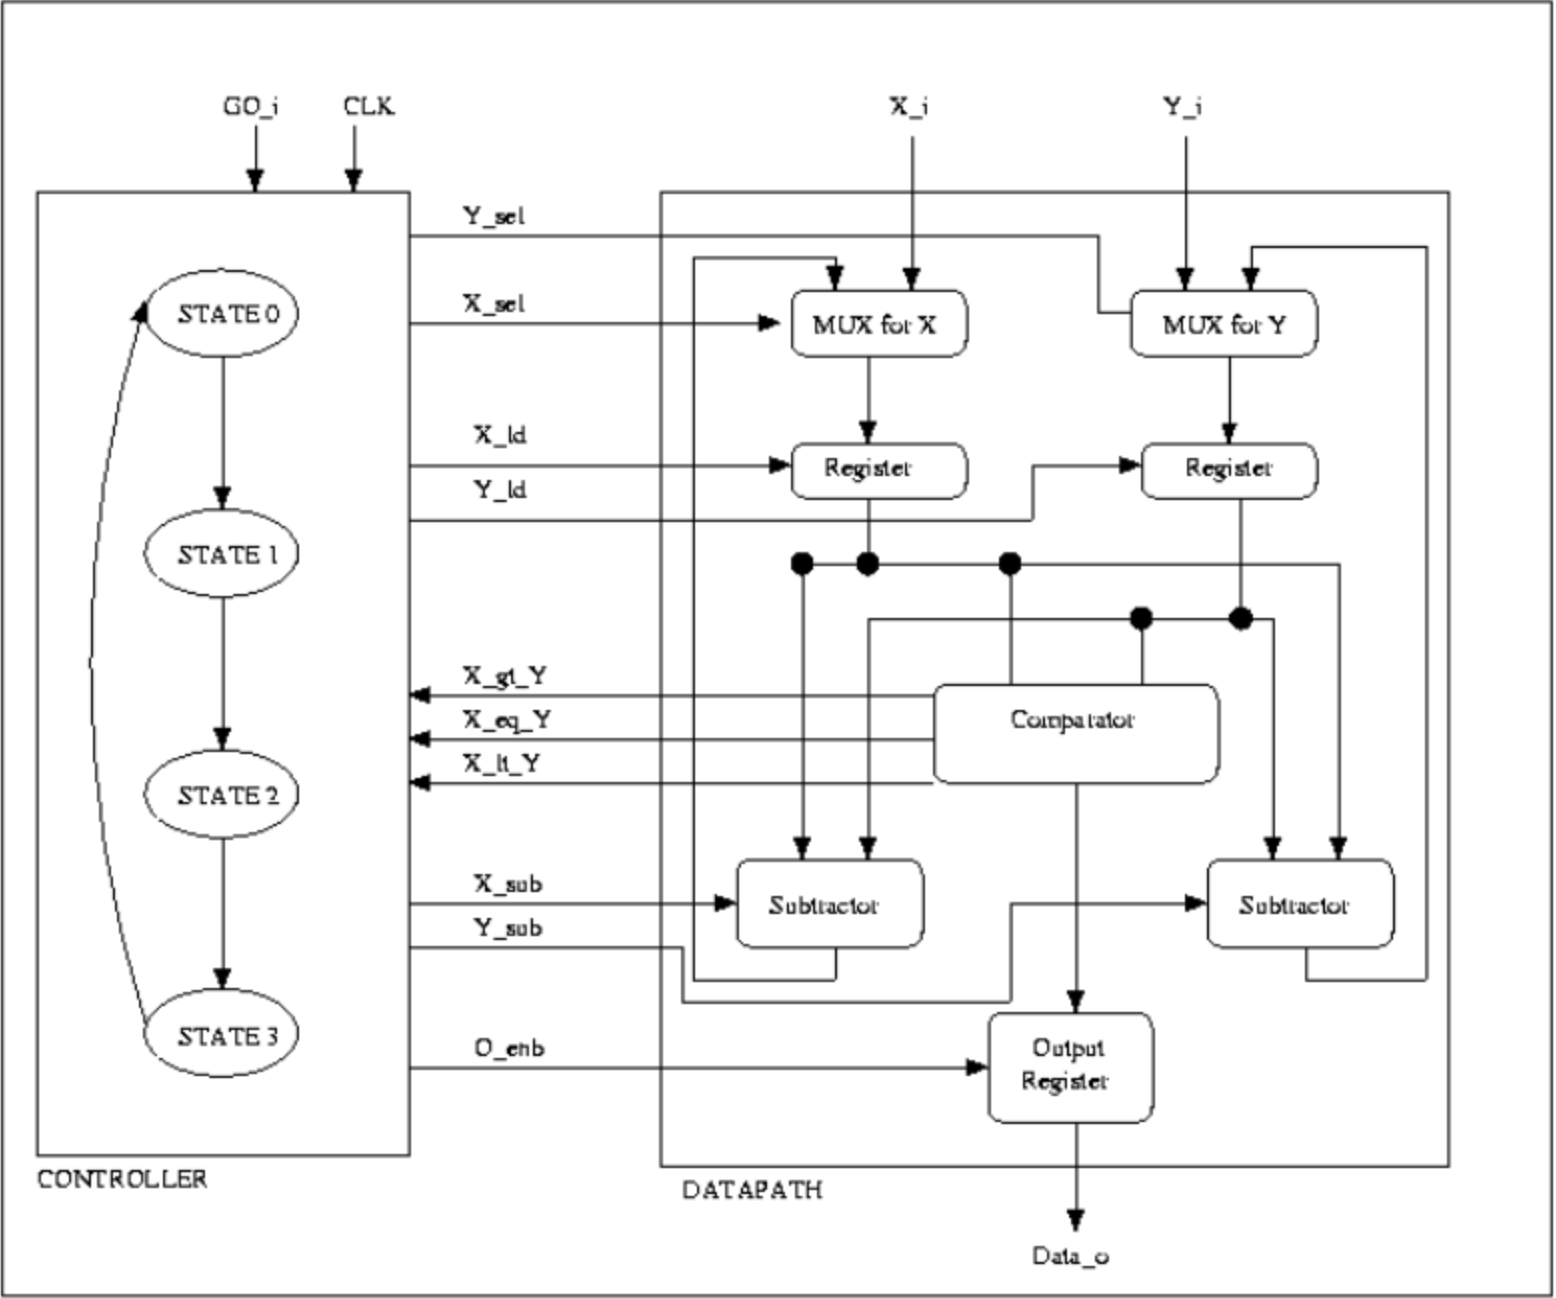 GO_i CLK X_i Y_i
Y_sel
X_sel
MUX for X MUX for Y
STATE 0
X_ld
Register Register
Y_ld
STATE 1
X_gt_Y
X_eq_Y
Comparator
X_lt_Y
STATE 2
X_sub
Subtractor Subtractor
Y_sub
STATE 3
O_enb
Output
Register
CONTROLLER
DATAPATH
Data_o